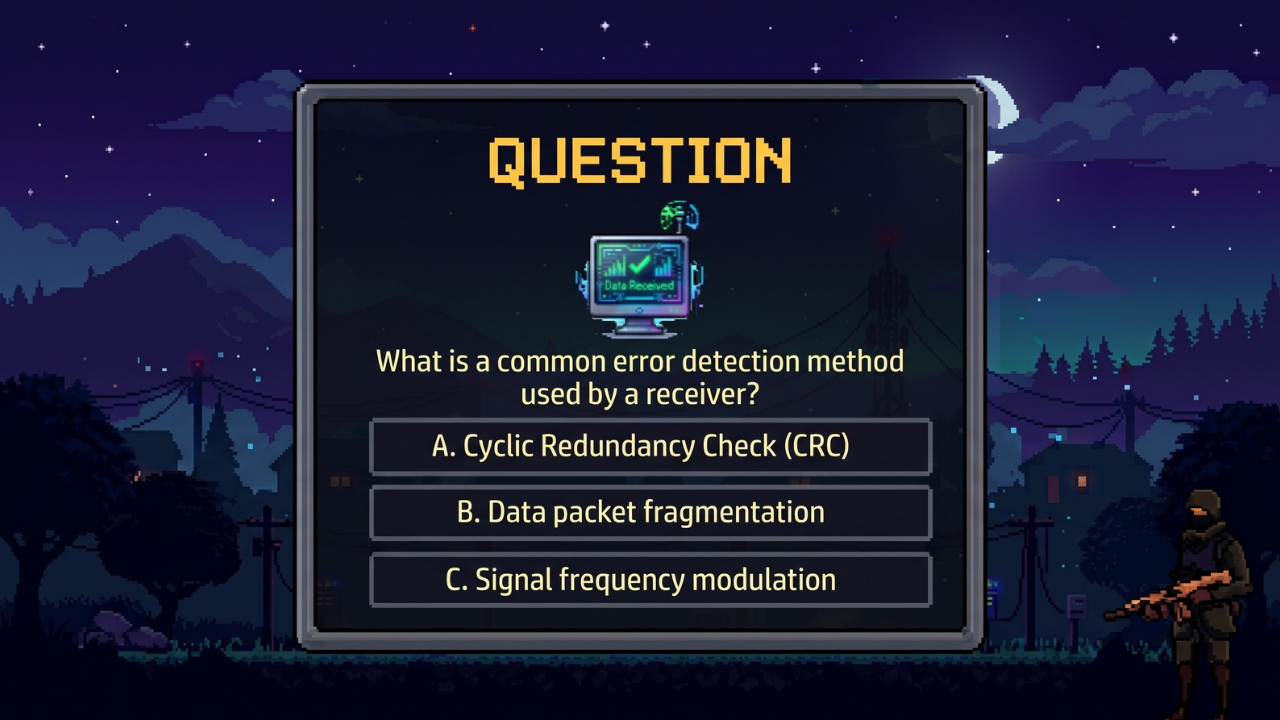 QUESTION
Data Received
What is a common error detection method
used by a receiver?
A. Cyclic Redundancy Check (CRC)
B. Data packet fragmentation
C. Signal frequency modulation